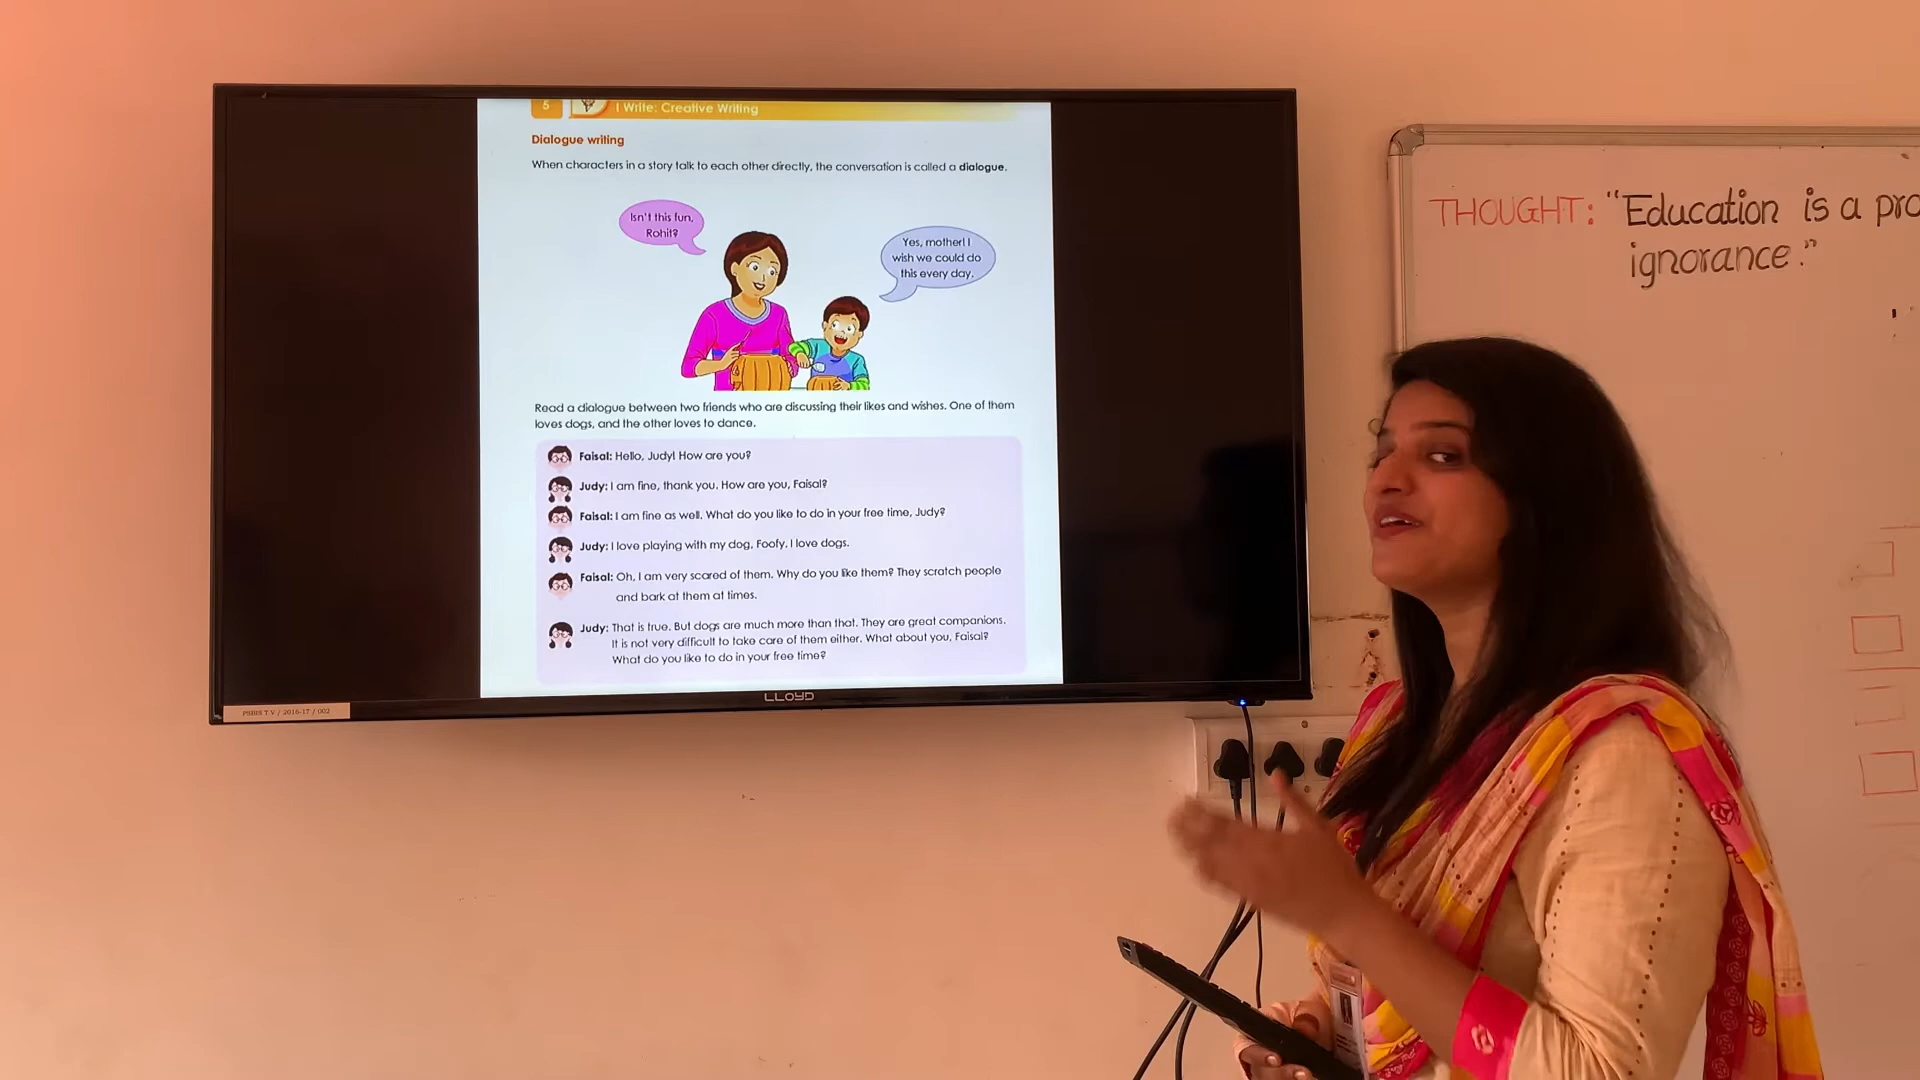 5 I Write: Creative Writing
Dialogue writing
When characters in a story talk to each other directly, the conversation is called a dialogue.
Isn't this fun,
Rohit?
Yes, mother! I
wish we could do
this every day.
Read a dialogue between two friends who are discussing their likes and wishes. One of them
loves dogs, and the other loves to dance.
Faisal: Hello, Judy! How are you?
Judy: I am fine, thank you. How are you, Faisal?
Faisal: I am fine as well. What do you like to do in your free time, Judy?
Judy: I love playing with my dog, Foofy. I love dogs.
Faisal: Oh, I am very scared of them. Why do you like them? They scratch people
and bark at them at times.
Judy: That is true. But dogs are much more than that. They are great companions.
It is not very difficult to take care of them either. What about you, Faisal?
What do you like to do in your free time?
LLOYD
PSBIS T.V / 2016-17 / 002
THOUGHT: "Education is a pro
ignorance."